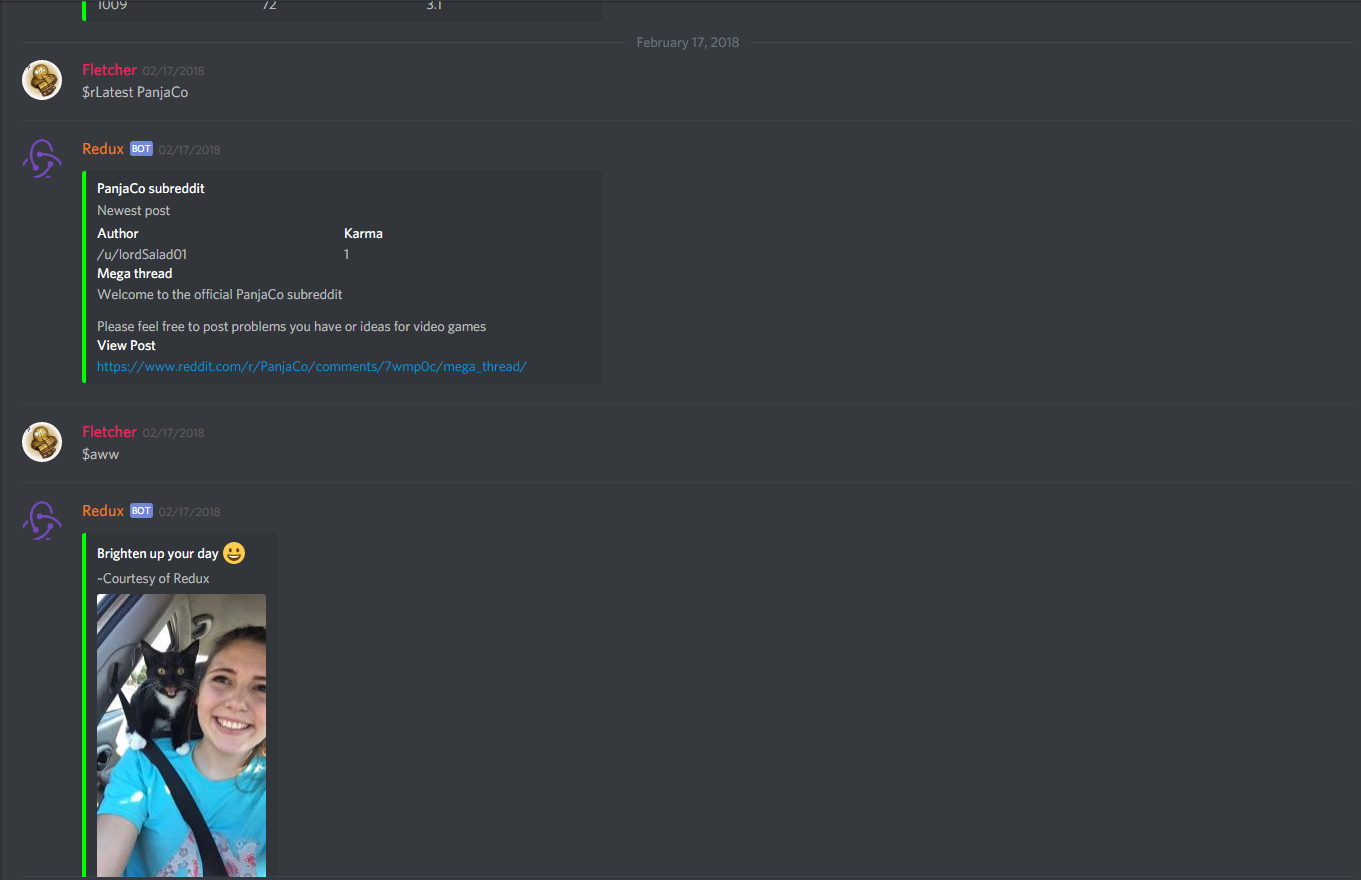 1009 72 3.1
February 17, 2018
Fletcher 02/17/2018
$rLatest PanjaCo
Redux BOT 02/17/2018
PanjaCo subreddit
Newest post
Author Karma
/u/lordSalad01 1
Mega thread
Welcome to the official PanjaCo subreddit
Please feel free to post problems you have or ideas for video games
View Post
https://www.reddit.com/r/PanjaCo/comments/7wmp0c/mega_thread/
Fletcher 02/17/2018
$aww
Redux BOT 02/17/2018
Brighten up your day 😀
~Courtesy of Redux